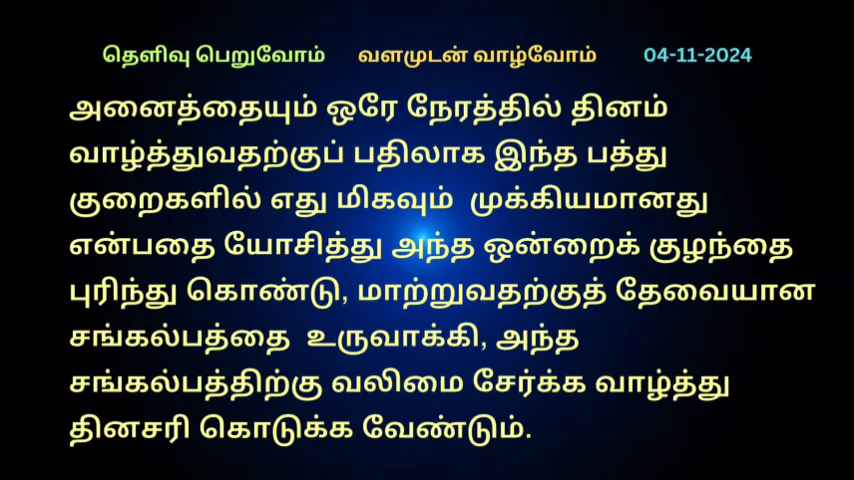 தெளிவு பெறுவோம் வளமுடன் வாழ்வோம் 04-11-2024
அனைத்தையும் ஒரே நேரத்தில் தினம்
வாழ்த்துவதற்குப் பதிலாக இந்த பத்து
குறைகளில் எது மிகவும் முக்கியமானது
என்பதை யோசித்து அந்த ஒன்றைக் குழந்தை
புரிந்து கொண்டு, மாற்றுவதற்குத் தேவையான
சங்கல்பத்தை உருவாக்கி, அந்த
சங்கல்பத்திற்கு வலிமை சேர்க்க வாழ்த்து
தினசரி கொடுக்க வேண்டும்.